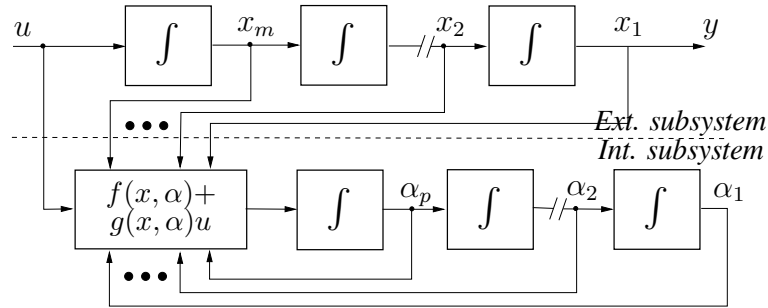 u ∫ x_m ∫ x_2 ∫ x_1 y
Ext. subsystem
Int. subsystem
f(x, α)+
g(x, α)u
∫ α_p ∫ α_2 ∫ α_1